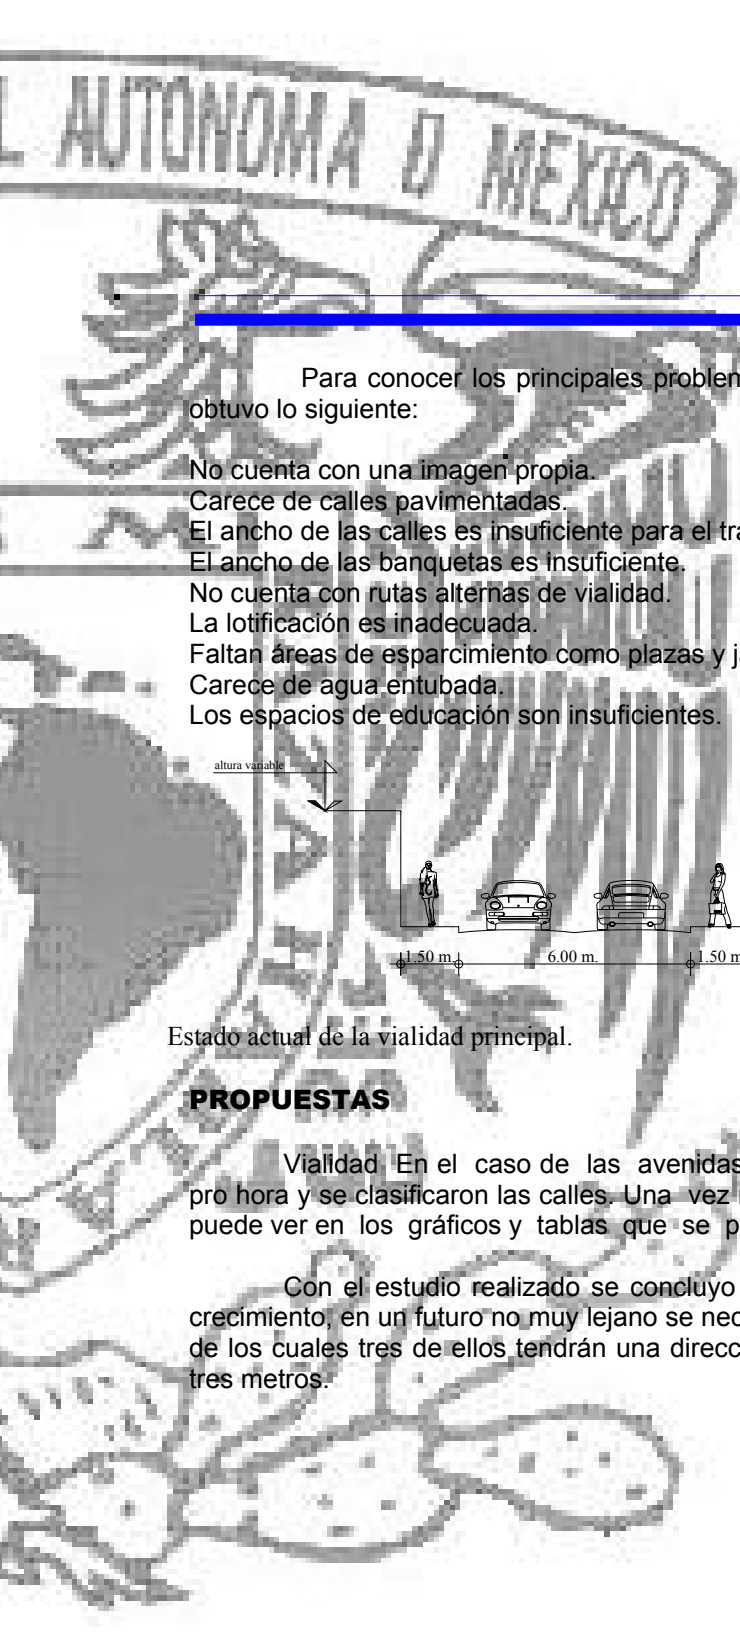 AUTONOMA D MEXICO
Para conocer los principales problem
obtuvo lo siguiente:
No cuenta con una imagen propia.
Carece de calles pavimentadas.
El ancho de las calles es insuficiente para el tra
El ancho de las banquetas es insuficiente.
No cuenta con rutas alternas de vialidad.
La lotificación es inadecuada.
Faltan áreas de esparcimiento como plazas y ja
Carece de agua entubada.
Los espacios de educación son insuficientes.
altura variable
1.50 m. 6.00 m. 1.50 m
Estado actual de la vialidad principal.
PROPUESTAS
Vialidad En el caso de las avenidas
pro hora y se clasificaron las calles. Una vez
puede ver en los gráficos y tablas que se p
Con el estudio realizado se concluyo
crecimiento, en un futuro no muy lejano se nec
de los cuales tres de ellos tendrán una direcc
tres metros.